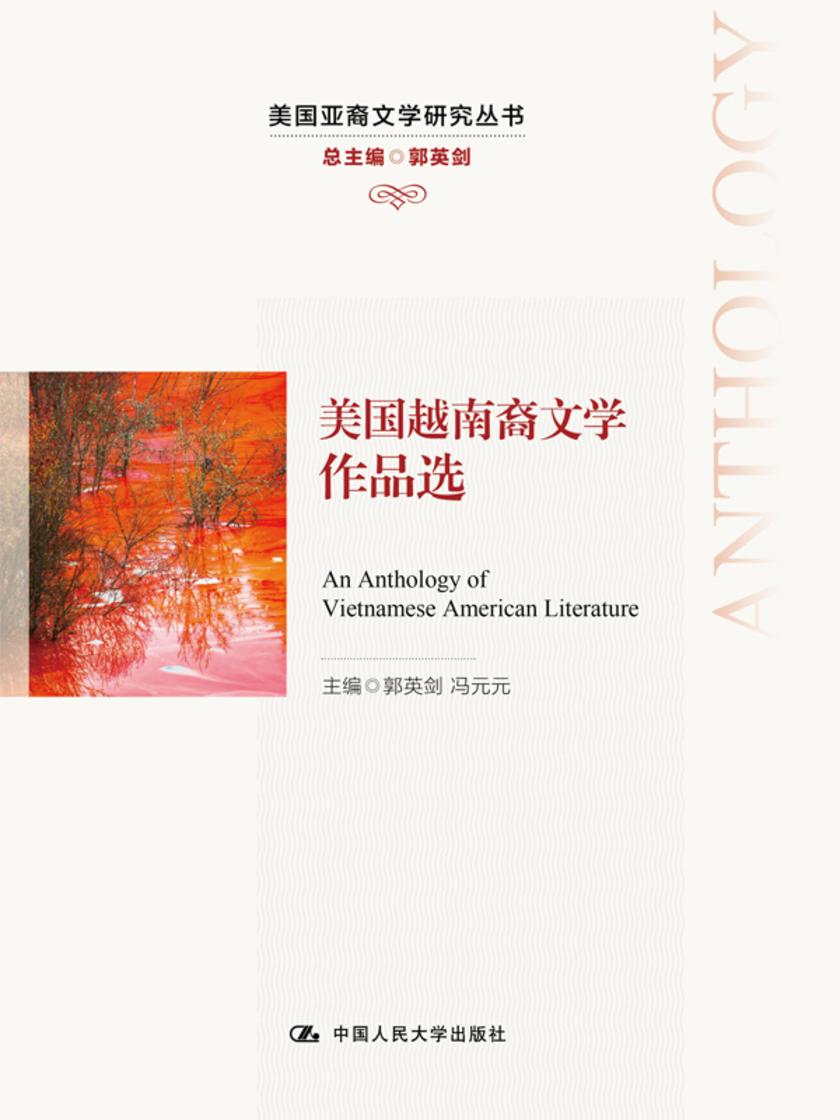 美国亚裔文学研究丛书
总主编◎郭英剑
ANTHOLOGY
美国越南裔文学
作品选
An Anthology of
Vietnamese American Literature
主编◎郭英剑 冯元元
中国人民大学出版社